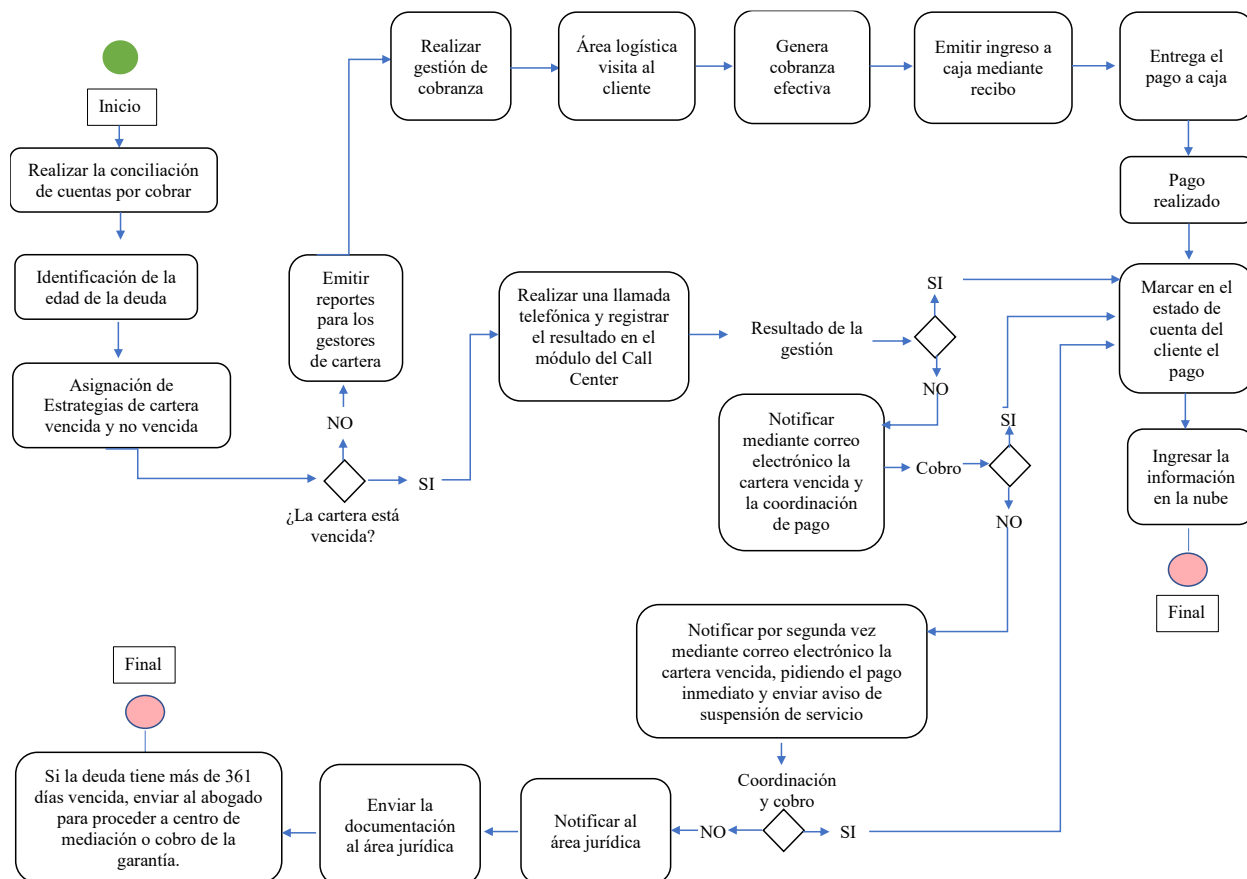 Inicio
Realizar la conciliación
de cuentas por cobrar
Identificación de la
edad de la deuda
Asignación de
Estrategias de cartera
vencida y no vencida
¿La cartera está
vencida?
NO
Emitir
reportes
para los
gestores
de cartera
Realizar
gestión de
cobranza
Área logística
visita al
cliente
Genera
cobranza
efectiva
Emitir ingreso a
caja mediante
recibo
Entrega el
pago a caja
Pago
realizado
Marcar en el
estado de
cuenta del
cliente el
pago
Ingresar la
información
en la nube
Final
SI
Realizar una llamada
telefónica y registrar
el resultado en el
módulo del Call
Center
Resultado de la
gestión
SI
NO
Notificar
mediante correo
electrónico la
cartera vencida y
la coordinación
de pago
Cobro
SI
NO
Notificar por segunda vez
mediante correo electrónico la
cartera vencida, pidiendo el pago
inmediato y enviar aviso de
suspensión de servicio
Coordinación
y cobro
SI
NO
Notificar al
área jurídica
Enviar la
documentación
al área jurídica
Si la deuda tiene más de 361
días vencida, enviar al abogado
para proceder a centro de
mediación o cobro de la
garantía.
Final